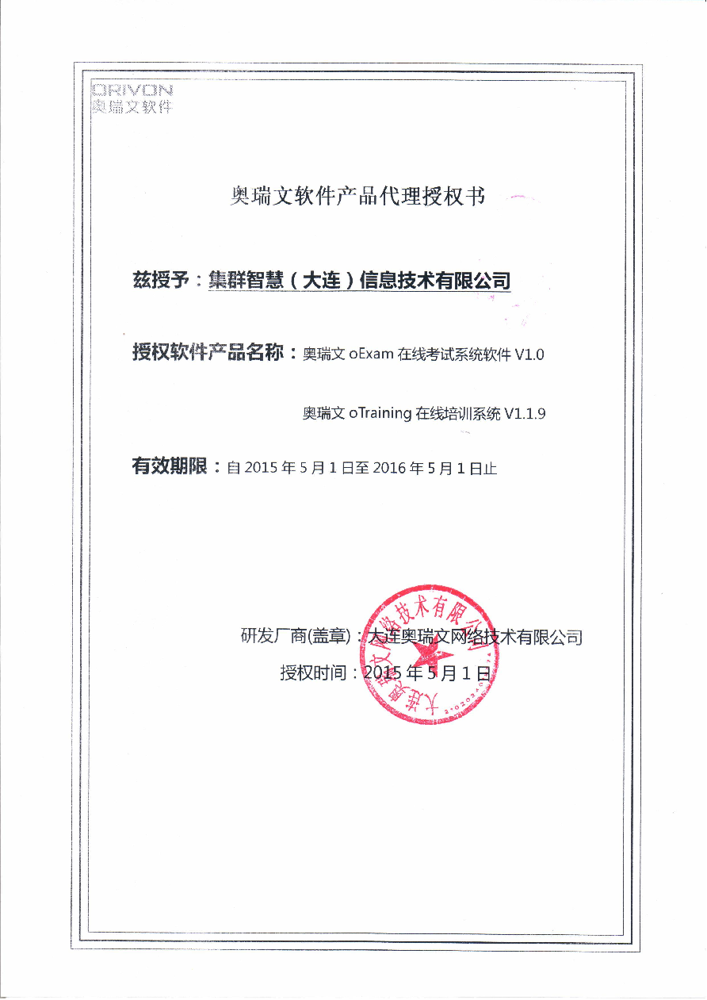 ORIVON
奥瑞文软件
奥瑞文软件产品代理授权书
兹授予：集群智慧（大连）信息技术有限公司
授权软件产品名称：奥瑞文 oExam 在线考试系统软件 V1.0
奥瑞文 oTraining 在线培训系统 V1.1.9
有效期限：自 2015 年 5 月 1 日至 2016 年 5 月 1 日止
研发厂商(盖章)：大连奥瑞文网络技术有限公司
授权时间：2015 年 5 月 1 日
大连奥瑞文网络技术有限公司